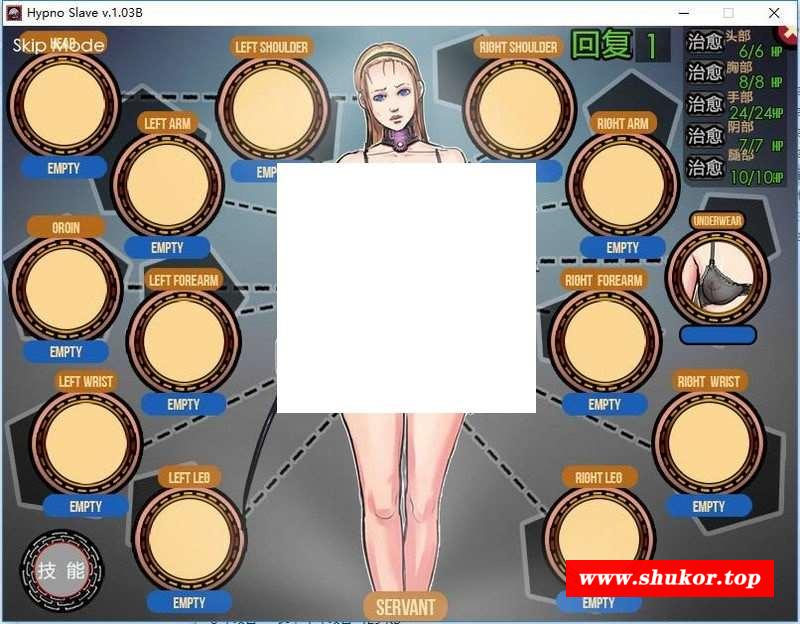 Hypno Slave v.1.03B
Skip Mode
HEAD
LEFT SHOULDER
RIGHT SHOULDER
回复 1
治愈 头部
6/6 HP
治愈 胸部
8/8 HP
治愈 手部
24/24HP
治愈 阴部
7/7 HP
治愈 腿部
10/10HP
LEFT ARM
RIGHT ARM
EMPTY
EMP
UNDERWEAR
GROIN
EMPTY
EMPTY
LEFT FOREARM
RIGHT FOREARM
EMPTY
LEFT WRIST
RIGHT WRIST
EMPTY
EMPTY
LEFT LEG
RIGHT LEG
EMPTY
EMPTY
技能
www.shukor.top
SERVANT
EMPTY
EMPTY